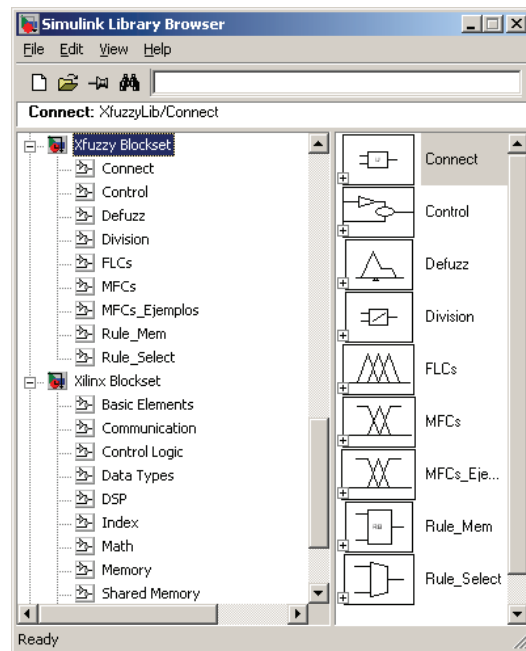 Simulink Library Browser
File Edit View Help
Connect: XfuzzyLib/Connect
Xfuzzy Blockset
Connect
Control
Defuzz
Division
FLCs
MFCs
MFCs_Ejemplos
Rule_Mem
Rule_Select
Xilinx Blockset
Basic Elements
Communication
Control Logic
Data Types
DSP
Index
Math
Memory
Shared Memory
Connect
Control
Defuzz
Division
FLCs
MFCs
MFCs_Eje...
Rule_Mem
Rule_Select
Ready